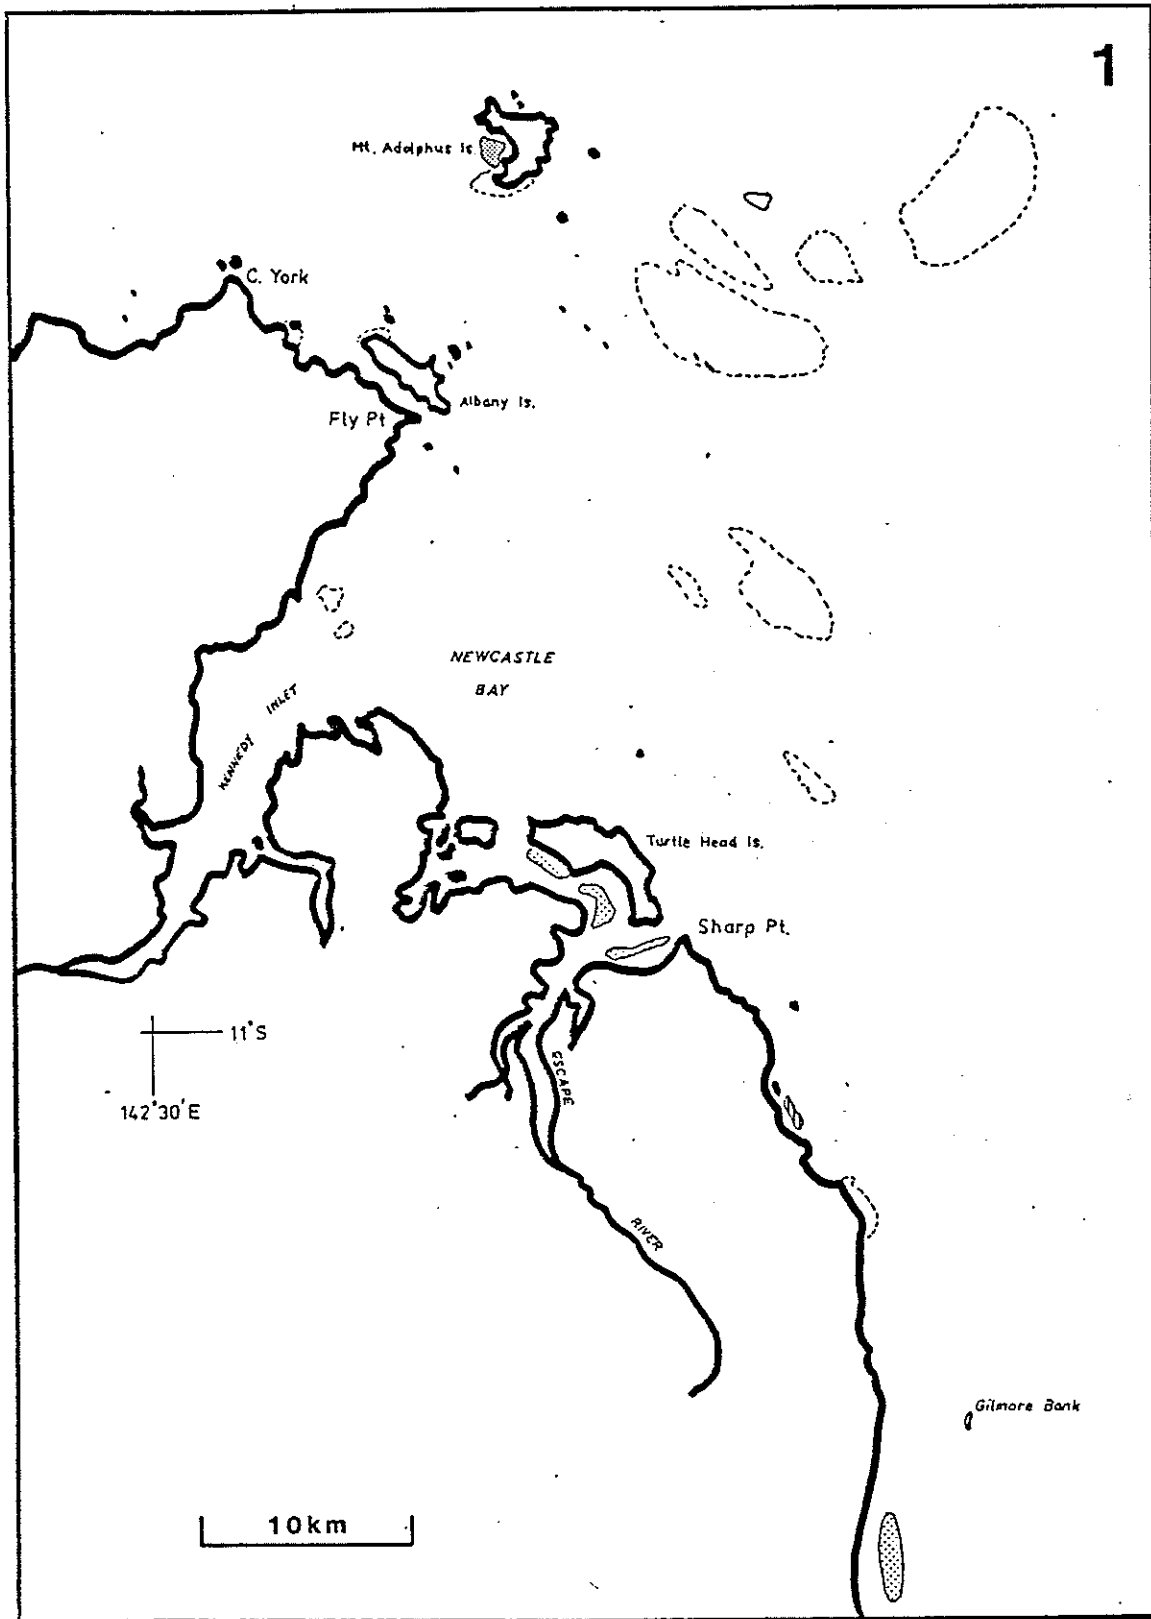 1
Mt. Adolphus Is.
C. York
Albany Is.
Fly Pt
NEWCASTLE
BAY
KENNEDY INLET
Turtle Head Is.
Sharp Pt.
11°S
142°30'E
ESCAPE
RIVER
Gilmore Bank
10km